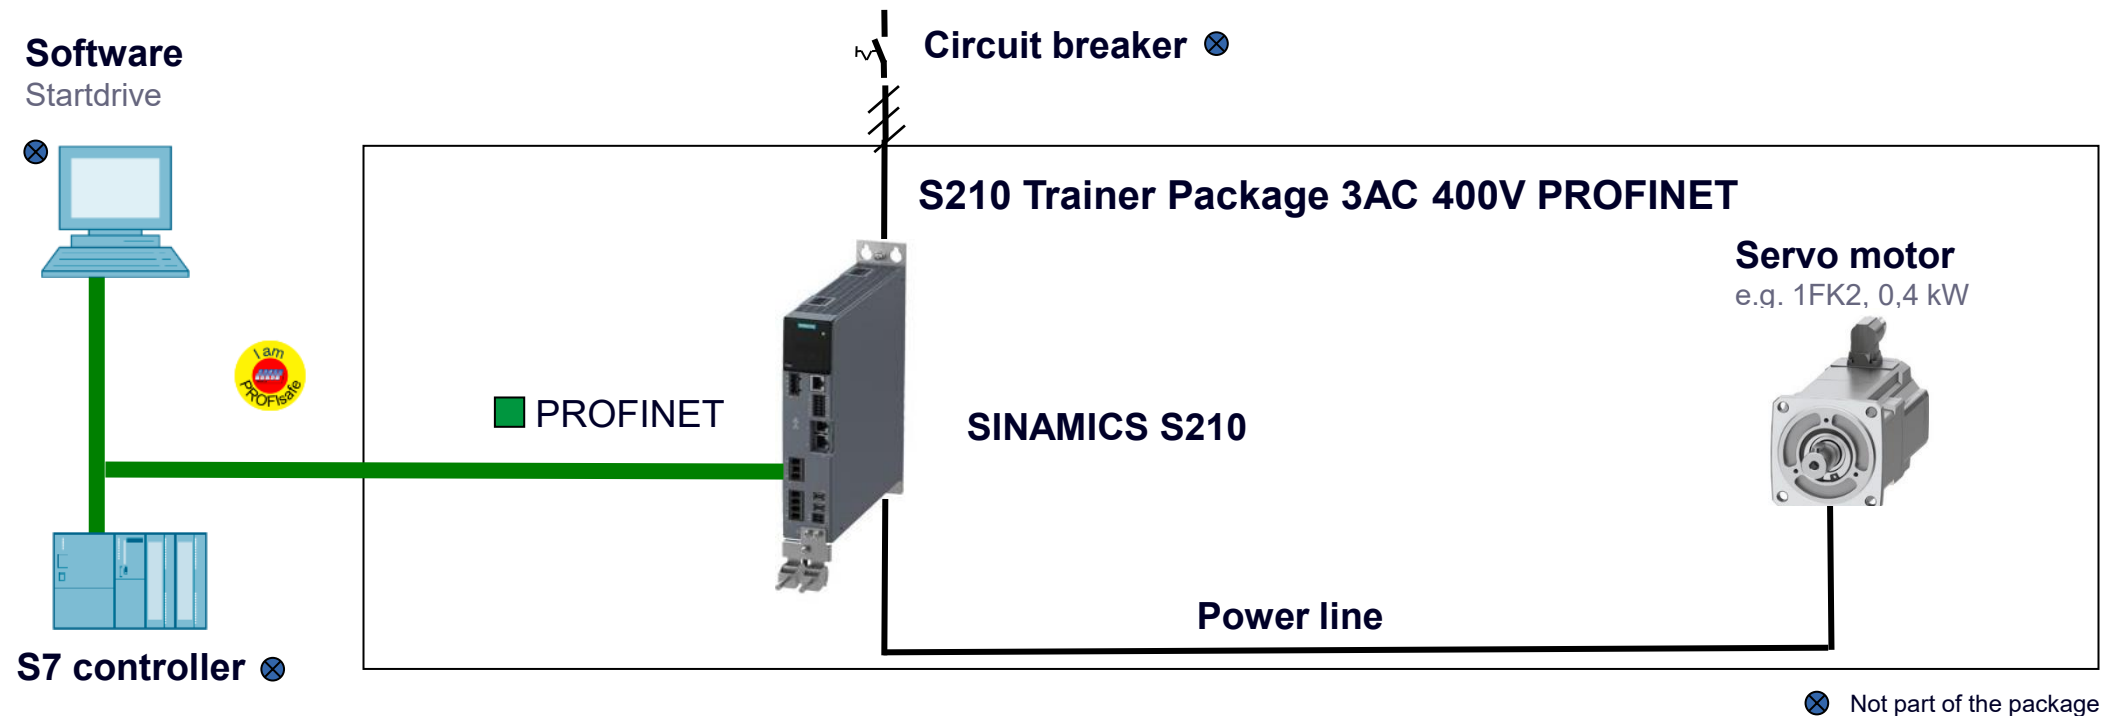 Software
Startdrive
Circuit breaker
S210 Trainer Package 3AC 400V PROFINET
Servo motor
e.g. 1FK2, 0,4 kW
I am
PROFIsafe
PROFINET
SINAMICS S210
Power line
S7 controller
Not part of the package